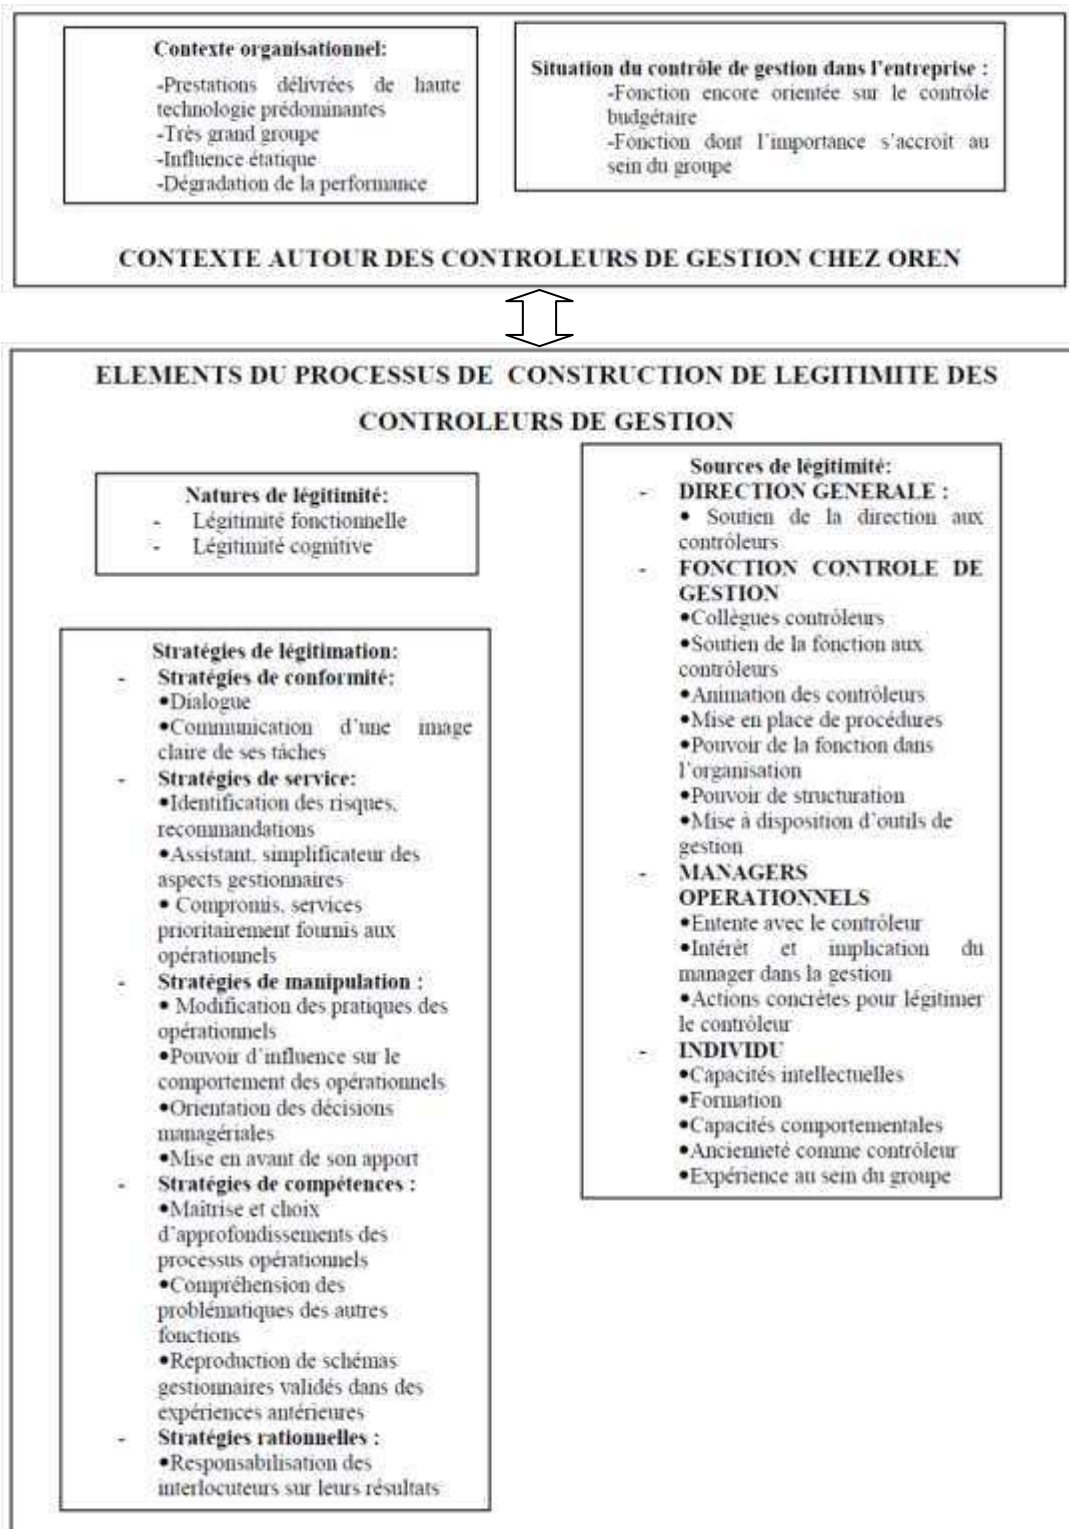 Contexte organisationnel:
-Prestations délivrées de haute
technologie prédominantes
-Très grand groupe
-Influence étatique
-Dégradation de la performance
Situation du contrôle de gestion dans l'entreprise :
-Fonction encore orientée sur le contrôle
budgétaire
-Fonction dont l'importance s'accroît au
sein du groupe
CONTEXTE AUTOUR DES CONTROLEURS DE GESTION CHEZ OREN
ELEMENTS DU PROCESSUS DE CONSTRUCTION DE LEGITIMITE DES
CONTROLEURS DE GESTION
Natures de légitimité:
- Légitimité fonctionnelle
- Légitimité cognitive
Stratégies de légitimation:
- Stratégies de conformité:
•Dialogue
•Communication d'une image
claire de ses tâches
- Stratégies de service:
•Identification des risques,
recommandations
•Assistant, simplificateur des
aspects gestionnaires
• Compromis, services
prioritairement fournis aux
opérationnels
- Stratégies de manipulation :
• Modification des pratiques des
opérationnels
•Pouvoir d'influence sur le
comportement des opérationnels
•Orientation des décisions
managériales
•Mise en avant de son apport
- Stratégies de compétences :
•Maîtrise et choix
d'approfondissements des
processus opérationnels
•Compréhension des
problématiques des autres
fonctions
•Reproduction de schémas
gestionnaires validés dans des
expériences antérieures
- Stratégies rationnelles :
•Responsabilisation des
interlocuteurs sur leurs résultats
Sources de légitimité:
- DIRECTION GENERALE :
• Soutien de la direction aux
contrôleurs
- FONCTION CONTROLE DE
GESTION
•Collègues contrôleurs
•Soutien de la fonction aux
contrôleurs
•Animation des contrôleurs
•Mise en place de procédures
•Pouvoir de la fonction dans
l'organisation
•Pouvoir de structuration
•Mise à disposition d'outils de
gestion
- MANAGERS
OPERATIONNELS
•Entente avec le contrôleur
•Intérêt et implication du
manager dans la gestion
•Actions concrètes pour légitimer
le contrôleur
- INDIVIDU
•Capacités intellectuelles
•Formation
•Capacités comportementales
•Ancienneté comme contrôleur
•Expérience au sein du groupe